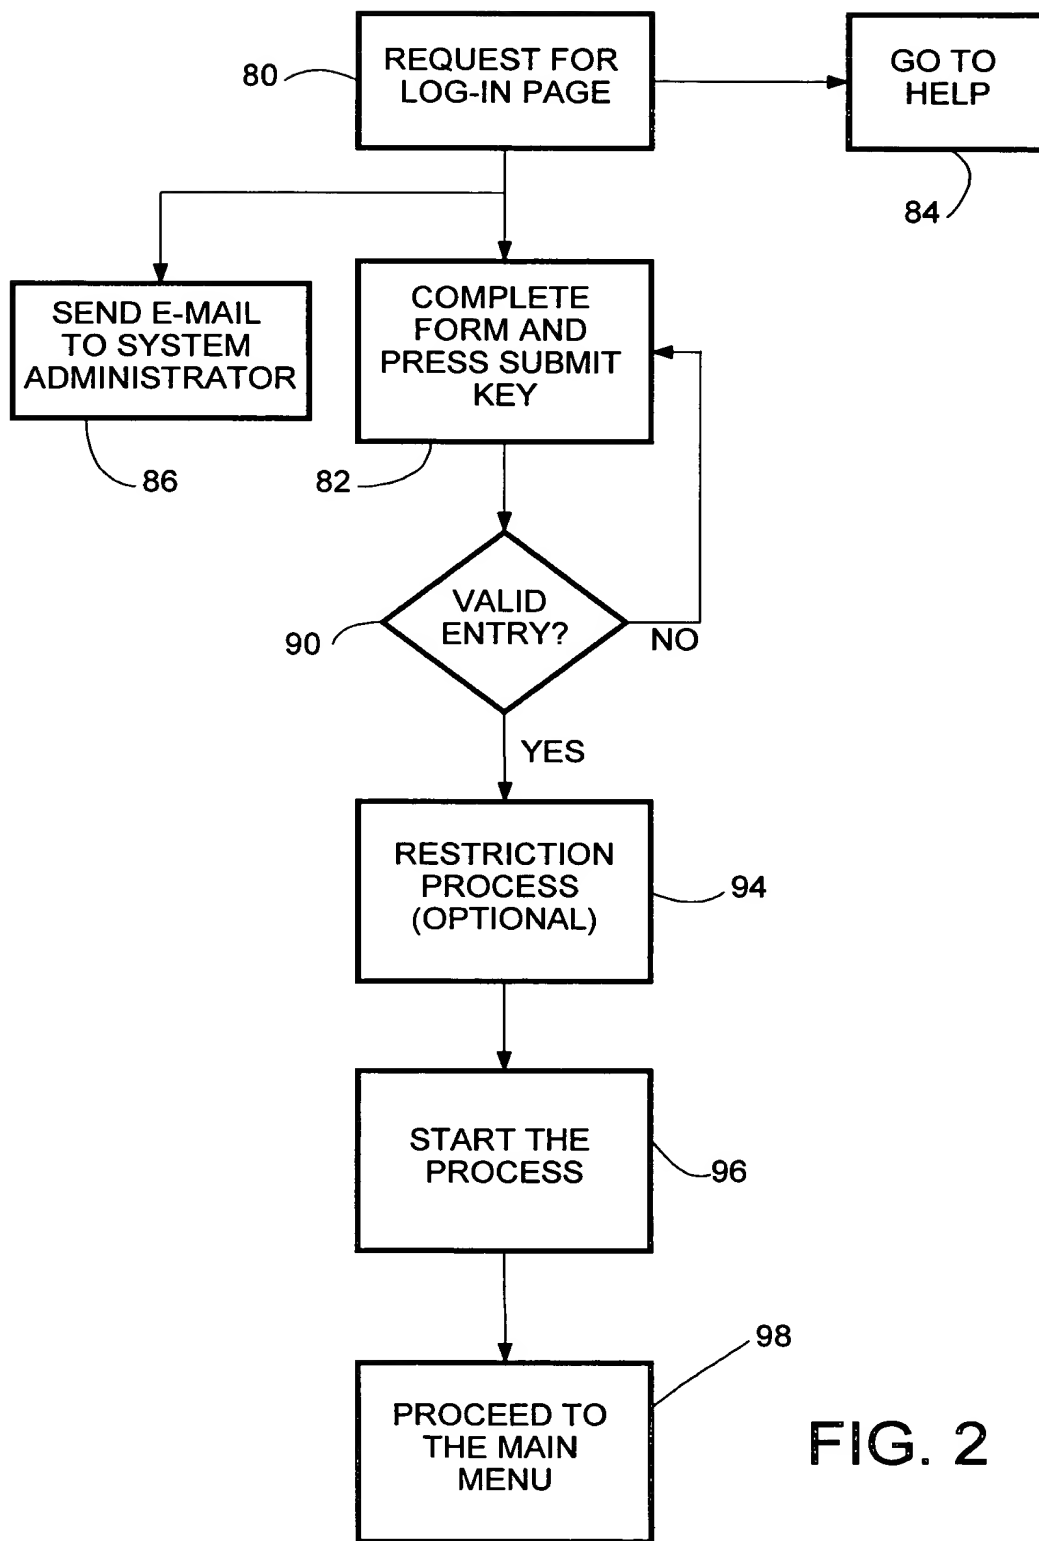 80
REQUEST FOR
LOG-IN PAGE
GO TO
HELP
84
SEND E-MAIL
TO SYSTEM
ADMINISTRATOR
86
COMPLETE
FORM AND
PRESS SUBMIT
KEY
82
VALID
ENTRY?
90
NO
YES
RESTRICTION
PROCESS
(OPTIONAL)
94
START THE
PROCESS
96
98
PROCEED TO
THE MAIN
MENU
FIG. 2